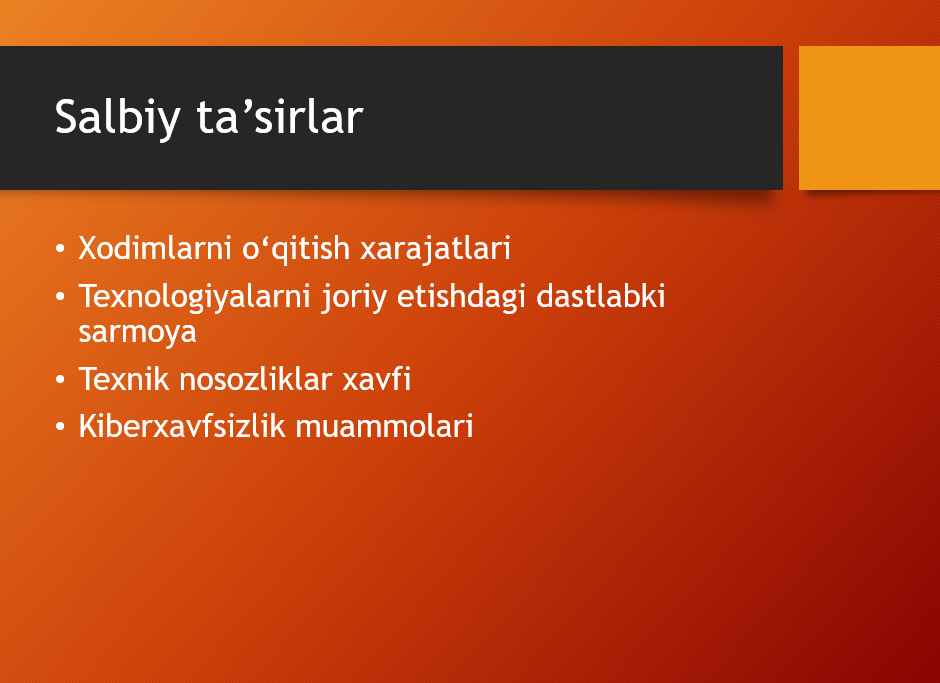 Salbiy ta’sirlar
• Xodimlarni o‘qitish xarajatlari
• Texnologiyalarni joriy etishdagi dastlabki
sarmoya
• Texnik nosozliklar xavfi
• Kiberxavfsizlik muammolari